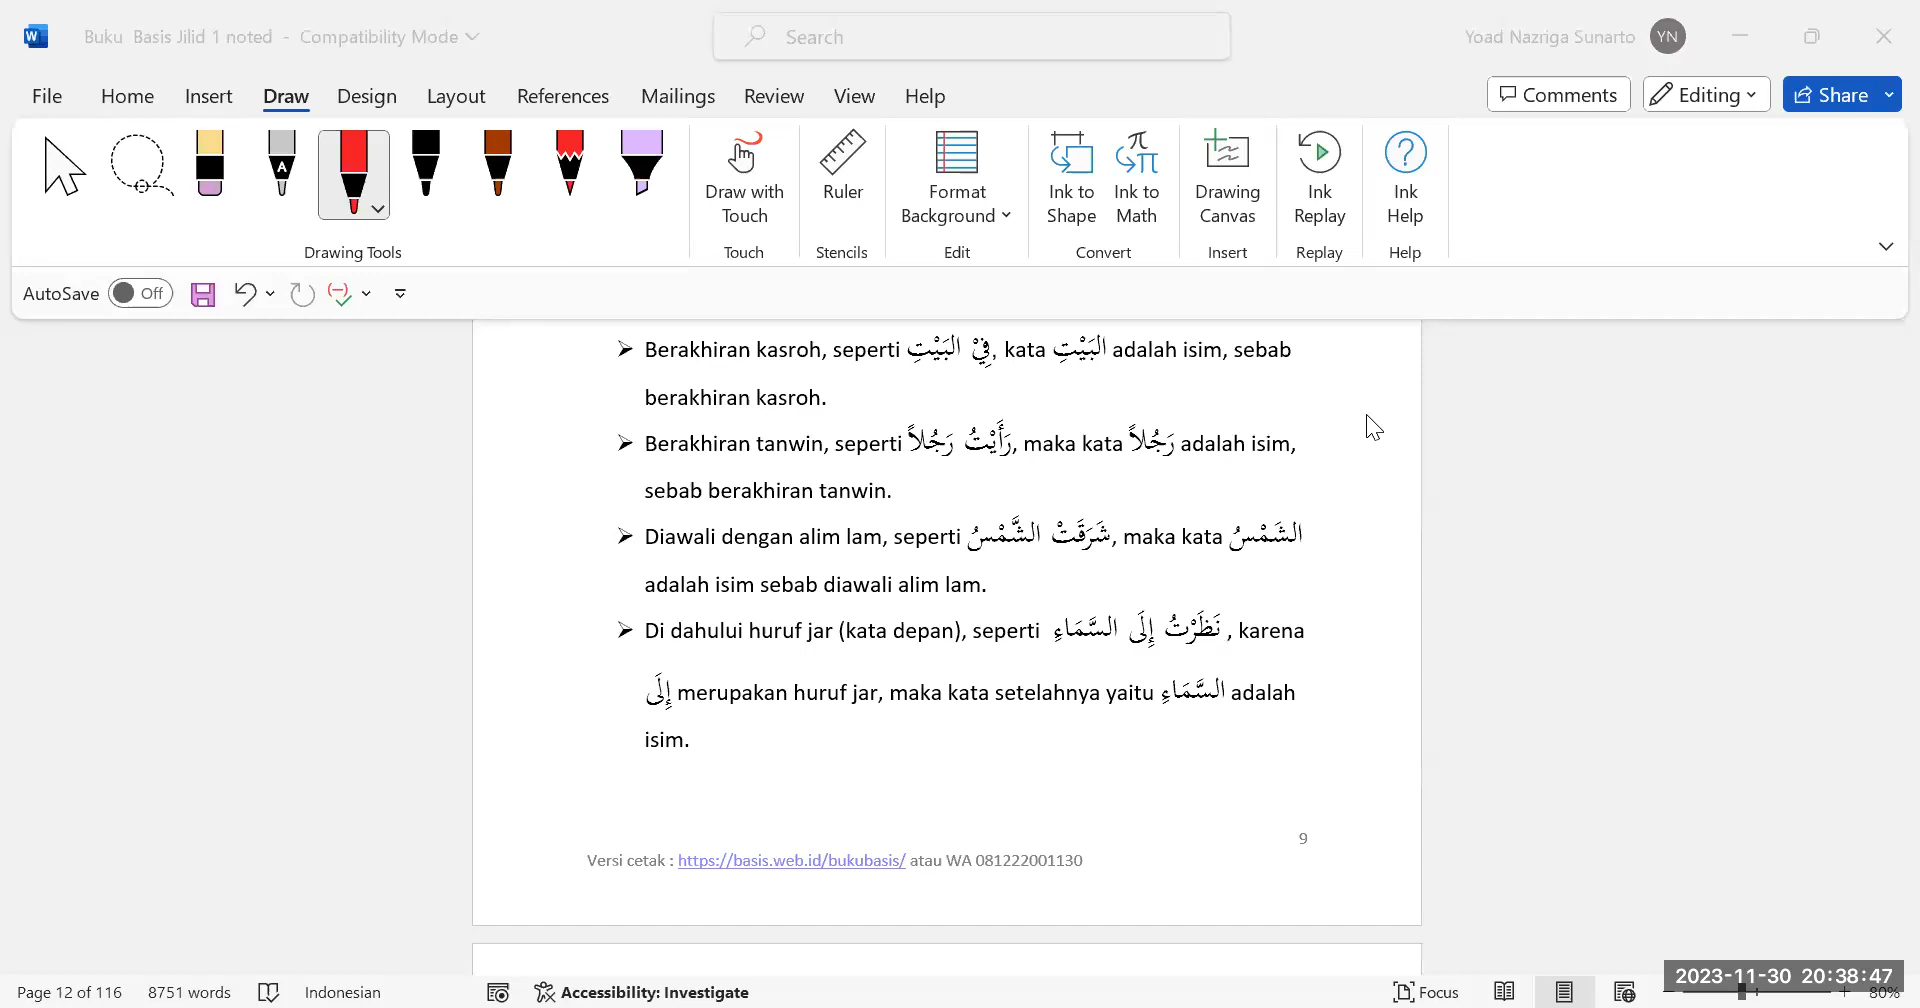 Buku Basis Jilid 1 noted - Compatibility Mode
Search
Yoad Nazriga Sunarto YN
File Home Insert Draw Design Layout References Mailings Review View Help
Comments Editing Share
Draw with Touch
Ruler
Format Background
Ink to Shape
Ink to Math
Drawing Canvas
Ink Replay
Ink Help
Drawing Tools Touch Stencils Edit Convert Insert Replay Help
AutoSave Off
Berakhiran kasroh, seperti فِيْ البَيْتِ, kata البَيْتِ adalah isim, sebab
berakhiran kasroh.
Berakhiran tanwin, seperti رَأَيْتُ رَجُلاً, maka kata رَجُلاً adalah isim,
sebab berakhiran tanwin.
Diawali dengan alim lam, seperti شَرَقَتْ الشَّمْسُ, maka kata الشَمْسُ
adalah isim sebab diawali alim lam.
Di dahului huruf jar (kata depan), seperti نَظَرْتُ إِلَى السَّمَاءِ , karena
إِلَى merupakan huruf jar, maka kata setelahnya yaitu السَّمَاءِ adalah
isim.
9
Versi cetak : https://basis.web.id/bukubasis/ atau WA 081222001130
2023-11-30 20:38:47
Page 12 of 116 8751 words Indonesian Accessibility: Investigate Focus 80%